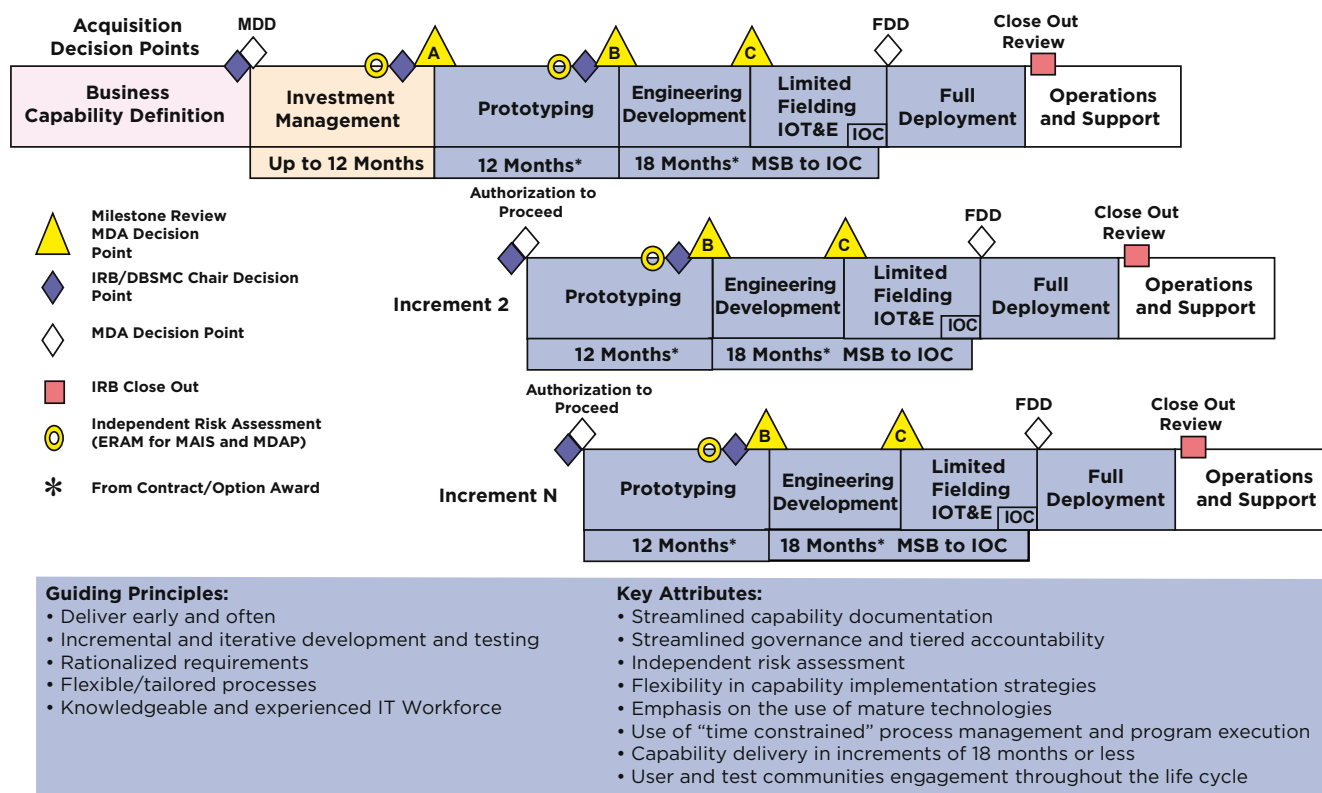 Acquisition
Decision Points
MDD
A
B
C
FDD
Close Out
Review
Business
Capability Definition
Investment
Management
Prototyping
Engineering
Development
Limited
Fielding
IOT&E
IOC
Full
Deployment
Operations
and Support
Up to 12 Months
12 Months*
18 Months* MSB to IOC
Milestone Review
MDA Decision
Point
IRB/DBSMC Chair Decision
Point
MDA Decision Point
IRB Close Out
Independent Risk Assessment
(ERAM for MAIS and MDAP)
* From Contract/Option Award
Authorization to
Proceed
B
C
FDD
Close Out
Review
Increment 2
Prototyping
Engineering
Development
Limited
Fielding
IOT&E
IOC
Full
Deployment
Operations
and Support
12 Months*
18 Months* MSB to IOC
Authorization to
Proceed
B
C
FDD
Close Out
Review
Increment N
Prototyping
Engineering
Development
Limited
Fielding
IOT&E
IOC
Full
Deployment
Operations
and Support
12 Months*
18 Months* MSB to IOC
Guiding Principles:
• Deliver early and often
• Incremental and iterative development and testing
• Rationalized requirements
• Flexible/tailored processes
• Knowledgeable and experienced IT Workforce
Key Attributes:
• Streamlined capability documentation
• Streamlined governance and tiered accountability
• Independent risk assessment
• Flexibility in capability implementation strategies
• Emphasis on the use of mature technologies
• Use of “time constrained” process management and program execution
• Capability delivery in increments of 18 months or less
• User and test communities engagement throughout the life cycle